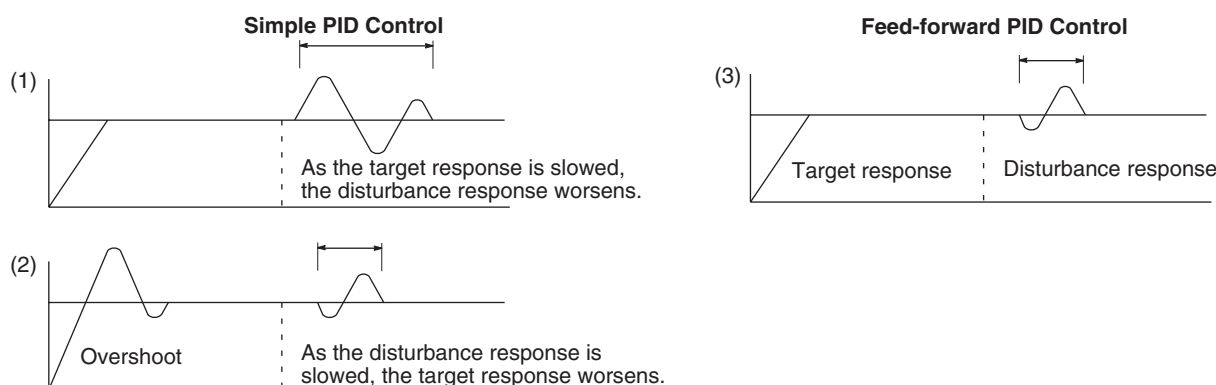 Simple PID Control
(1)
As the target response is slowed,
the disturbance response worsens.
(2)
Overshoot
As the disturbance response is
slowed, the target response worsens.
Feed-forward PID Control
(3)
Target response
Disturbance response